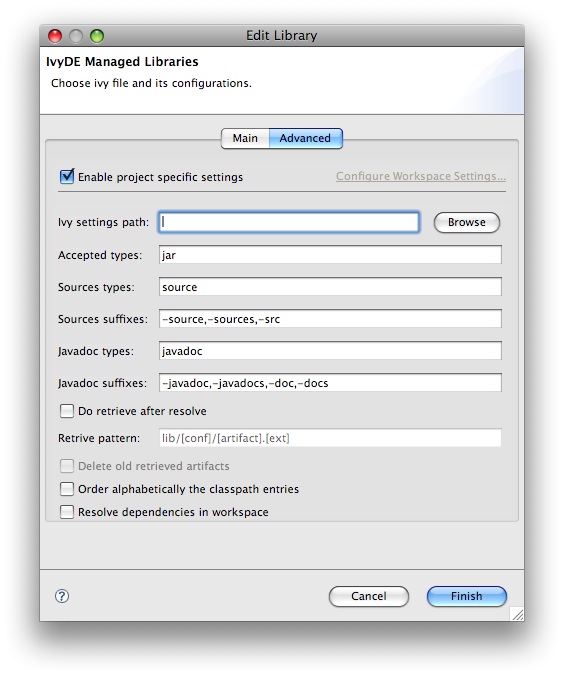 Edit Library
IvyDE Managed Libraries
Choose ivy file and its configurations.
Main Advanced
Enable project specific settings Configure Workspace Settings...
Ivy settings path: Browse
Accepted types: jar
Sources types: source
Sources suffixes: -source,-sources,-src
Javadoc types: javadoc
Javadoc suffixes: -javadoc,-javadocs,-doc,-docs
Do retrieve after resolve
Retrive pattern: lib/[conf]/[artifact].[ext]
Delete old retrieved artifacts
Order alphabetically the classpath entries
Resolve dependencies in workspace
? Cancel Finish